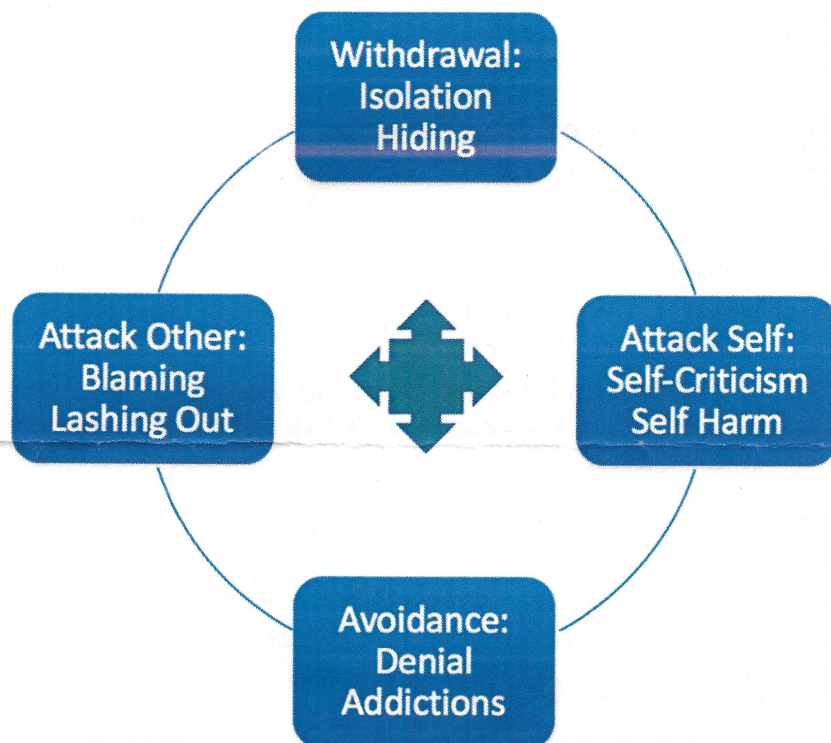 Withdrawal:
Isolation
Hiding
Attack Other:
Blaming
Lashing Out
Attack Self:
Self-Criticism
Self Harm
Avoidance:
Denial
Addictions